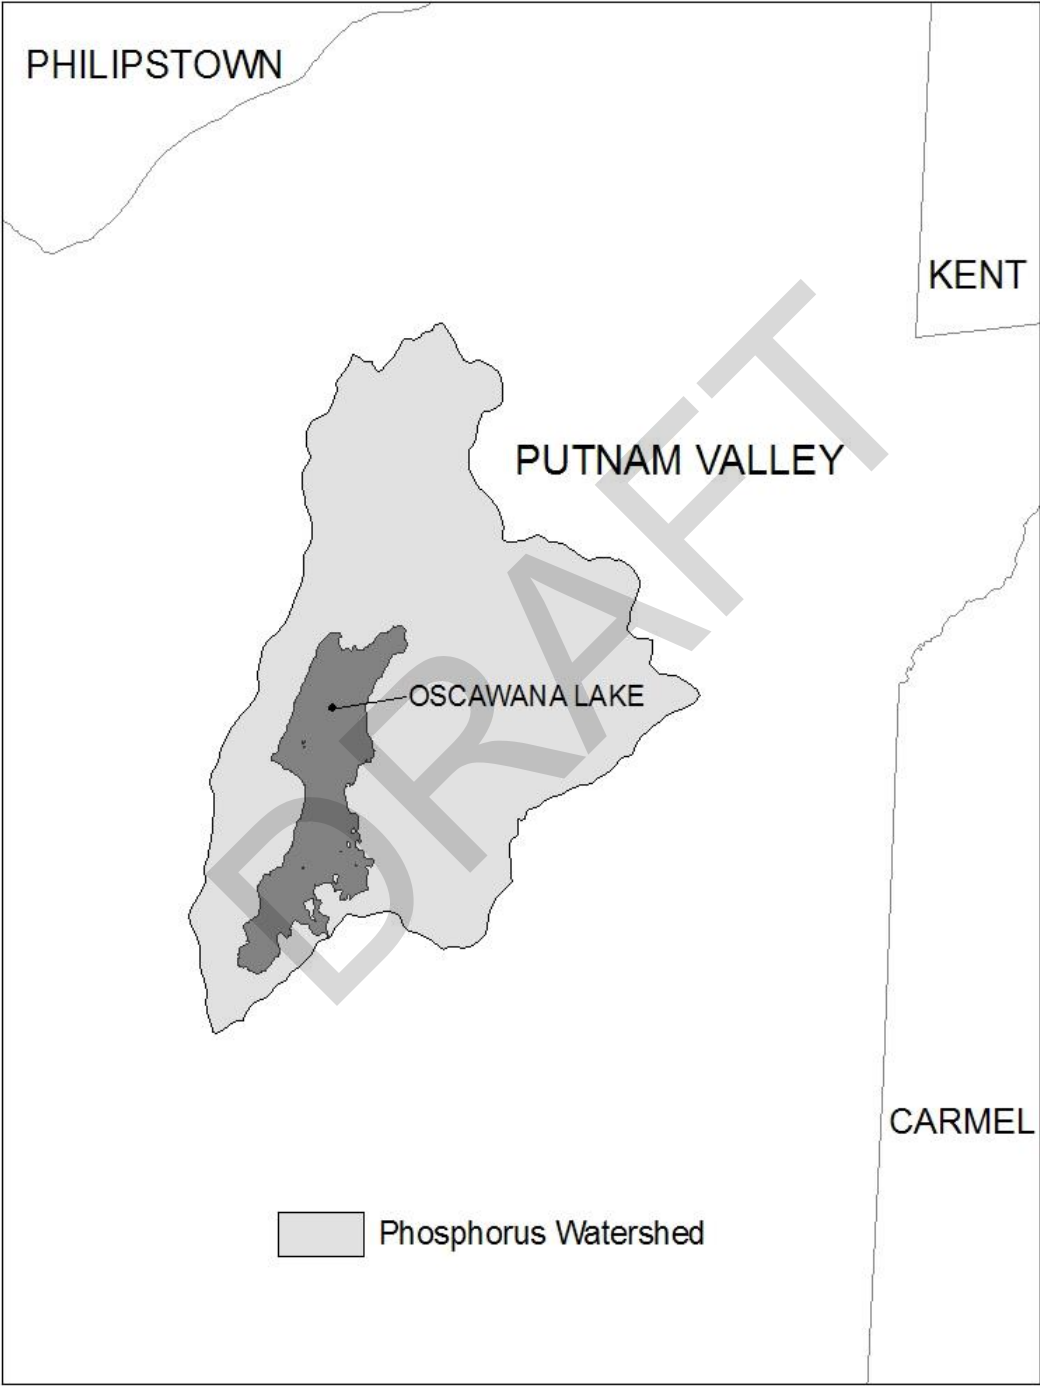 PHILIPSTOWN
KENT
PUTNAM VALLEY
OSCAWANA LAKE
DRAFT
CARMEL
Phosphorus Watershed